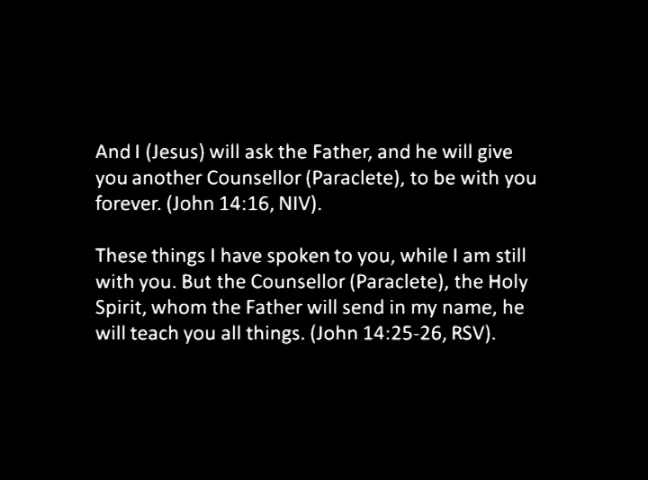 And I (Jesus) will ask the Father, and he will give
you another Counsellor (Paraclete), to be with you
forever. (John 14:16, NIV).
These things I have spoken to you, while I am still
with you. But the Counsellor (Paraclete), the Holy
Spirit, whom the Father will send in my name, he
will teach you all things. (John 14:25-26, RSV).